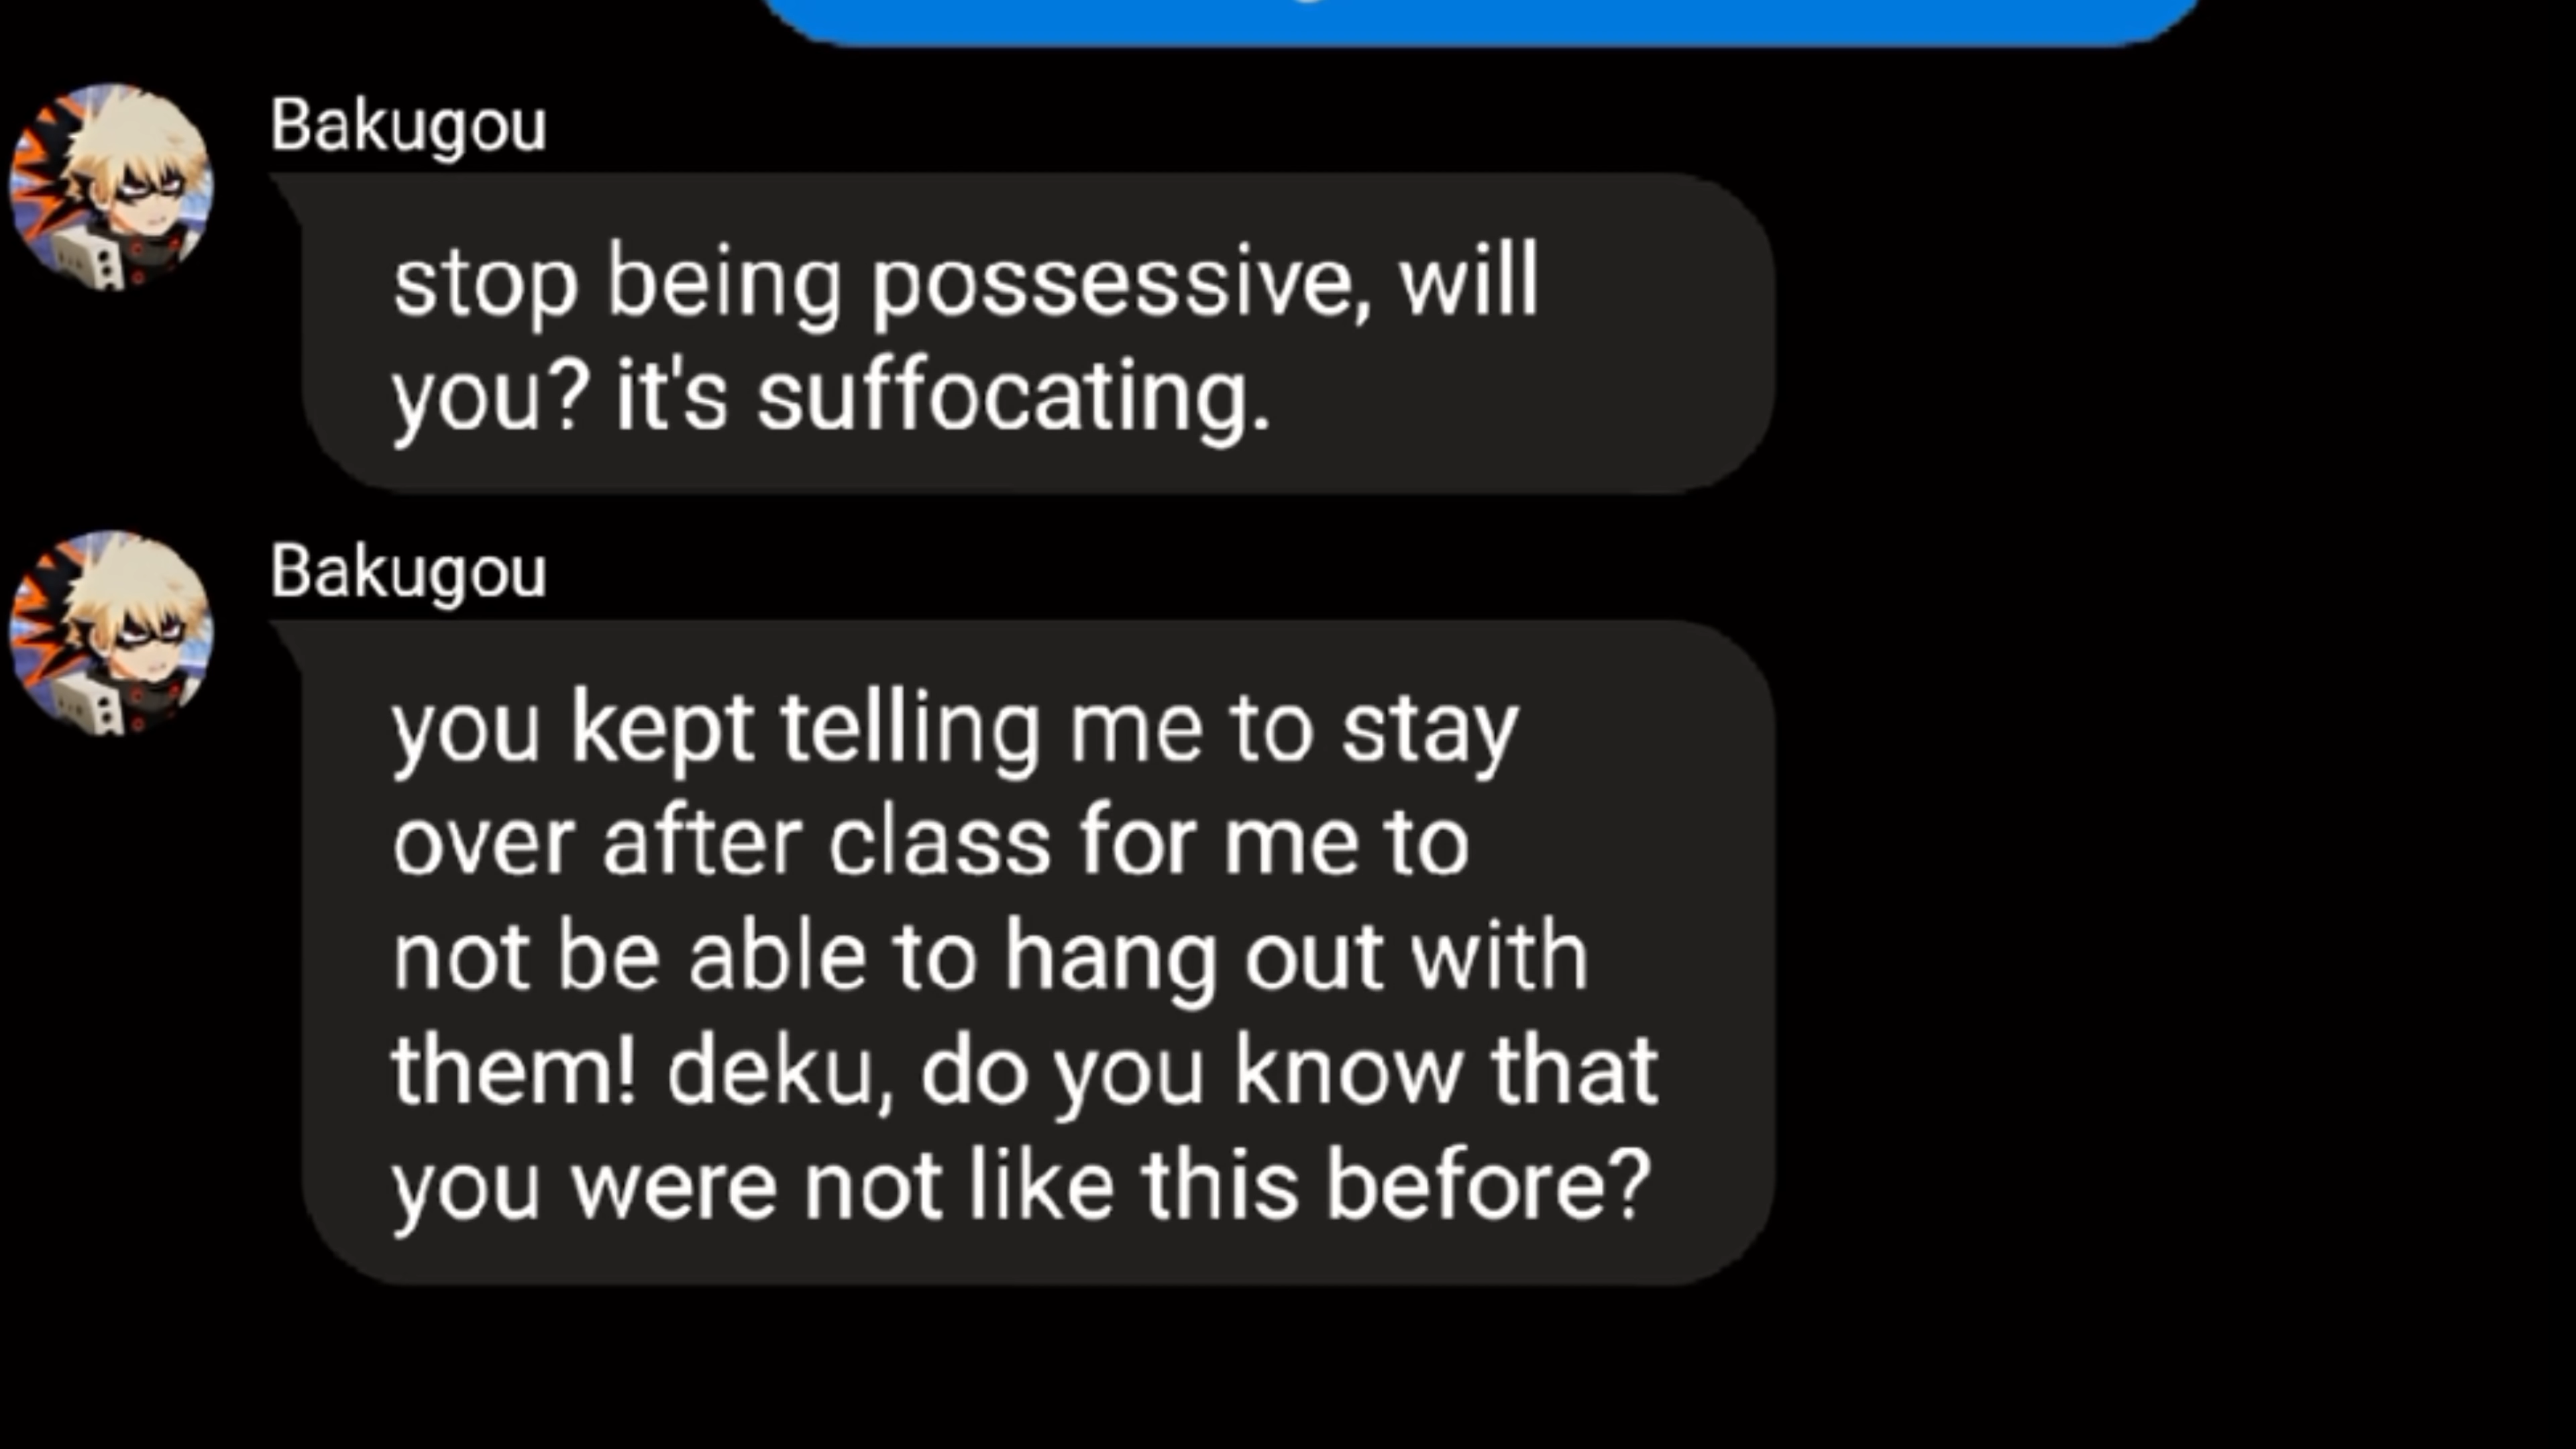 Bakugou
stop being possessive, will
you? it's suffocating.
Bakugou
you kept telling me to stay
over after class for me to
not be able to hang out with
them! deku, do you know that
you were not like this before?